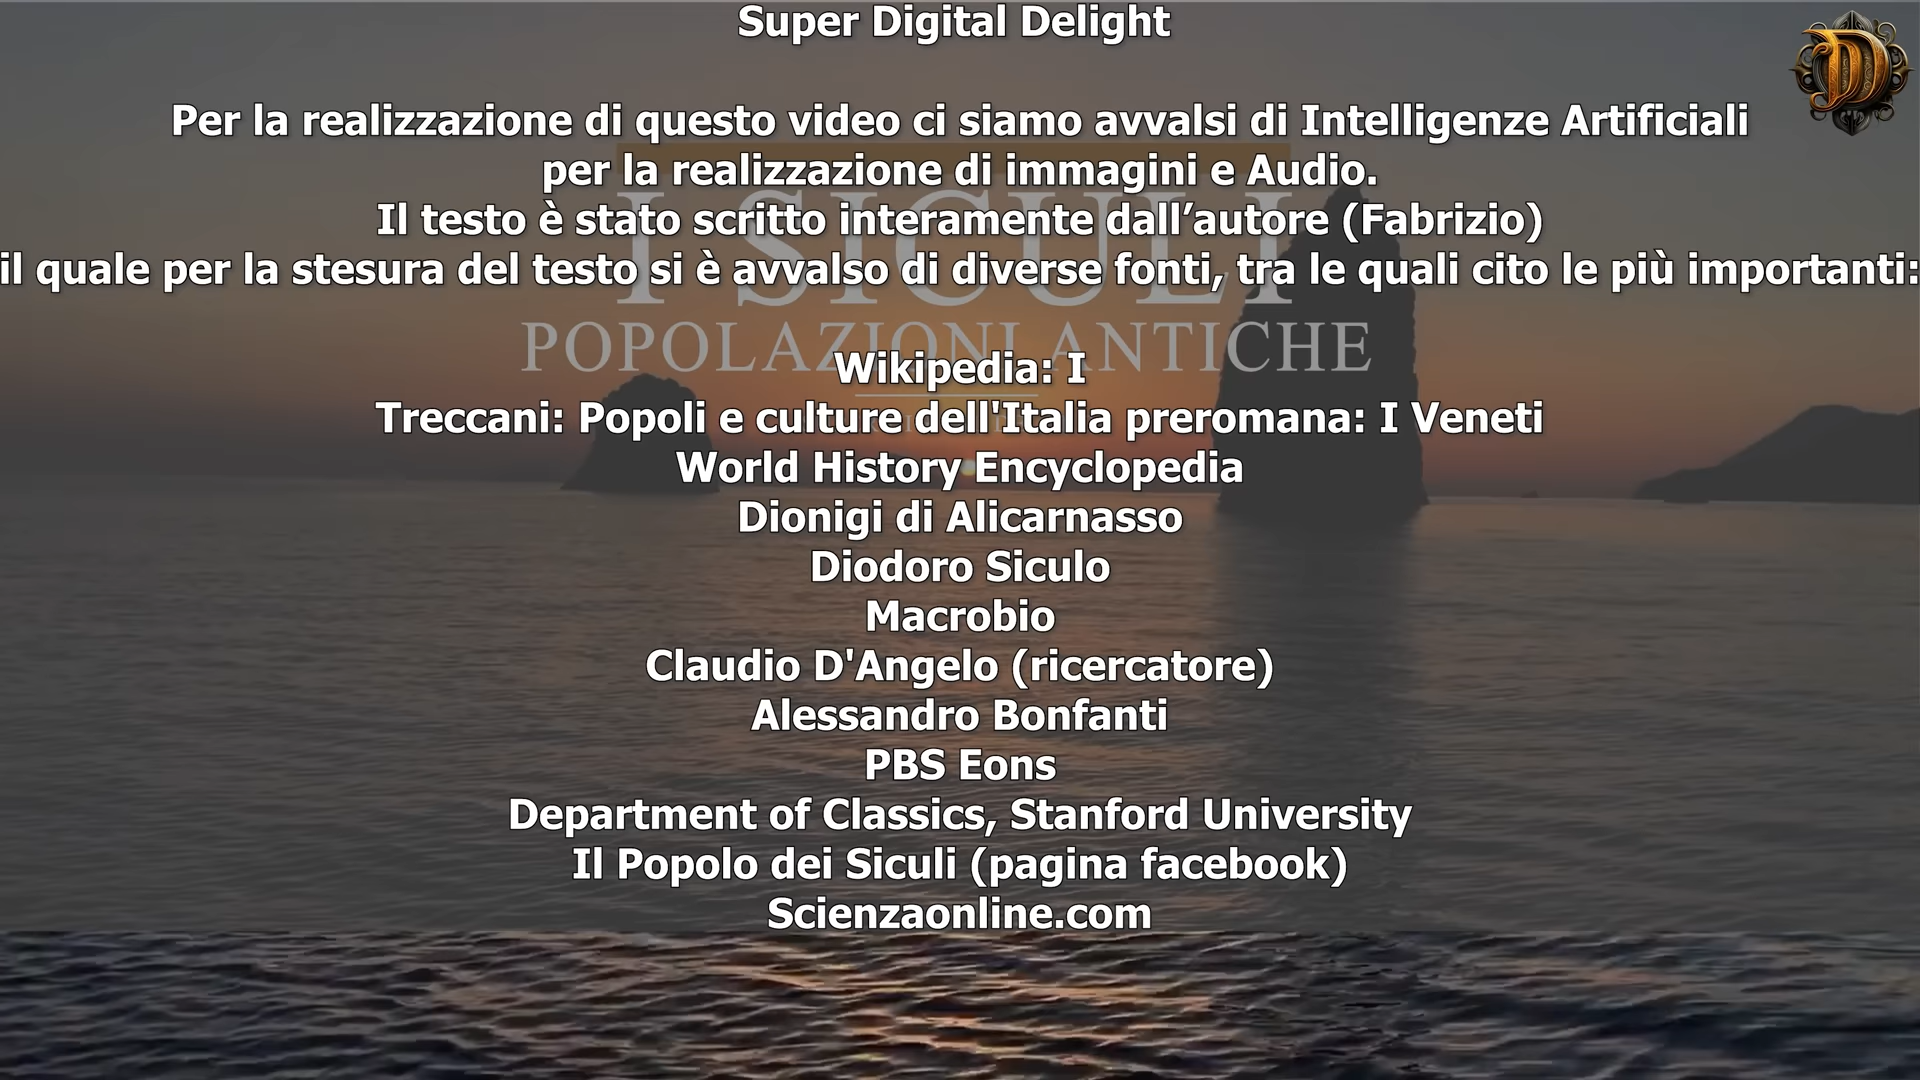 Super Digital Delight
Per la realizzazione di questo video ci siamo avvalsi di Intelligenze Artificiali
per la realizzazione di immagini e Audio.
Il testo è stato scritto interamente dall’autore (Fabrizio)
il quale per la stesura del testo si è avvalso di diverse fonti, tra le quali cito le più importanti:
I SICULI
POPOLAZIONI ANTICHE
Wikipedia: I
Treccani: Popoli e culture dell'Italia preromana: I Veneti
World History Encyclopedia
Dionigi di Alicarnasso
Diodoro Siculo
Macrobio
Claudio D'Angelo (ricercatore)
Alessandro Bonfanti
PBS Eons
Department of Classics, Stanford University
Il Popolo dei Siculi (pagina facebook)
Scienzaonline.com